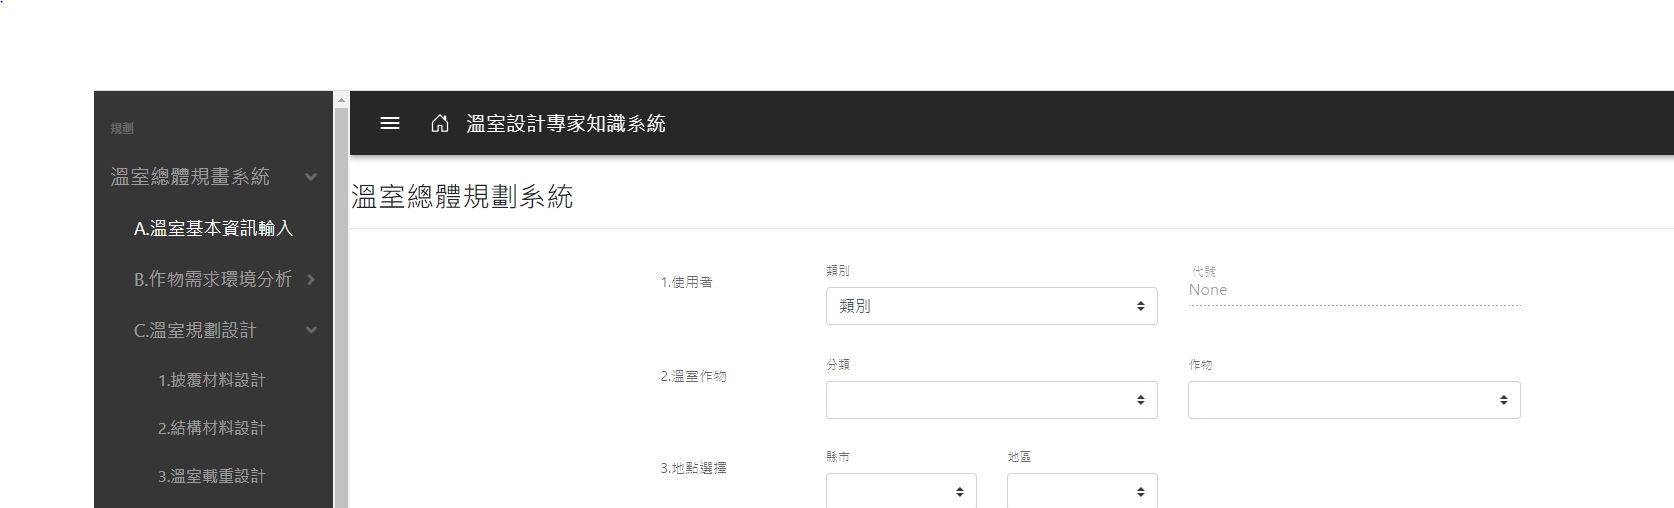 規劃
溫室總體規畫系統
A.溫室基本資訊輸入
B.作物需求環境分析
C.溫室規劃設計
1.披覆材料設計
2.結構材料設計
3.溫室載重設計
溫室設計專家知識系統
溫室總體規劃系統
1.使用者
類別
類別
代號
None
2.溫室作物
分類
作物
3.地點選擇
縣市
地區